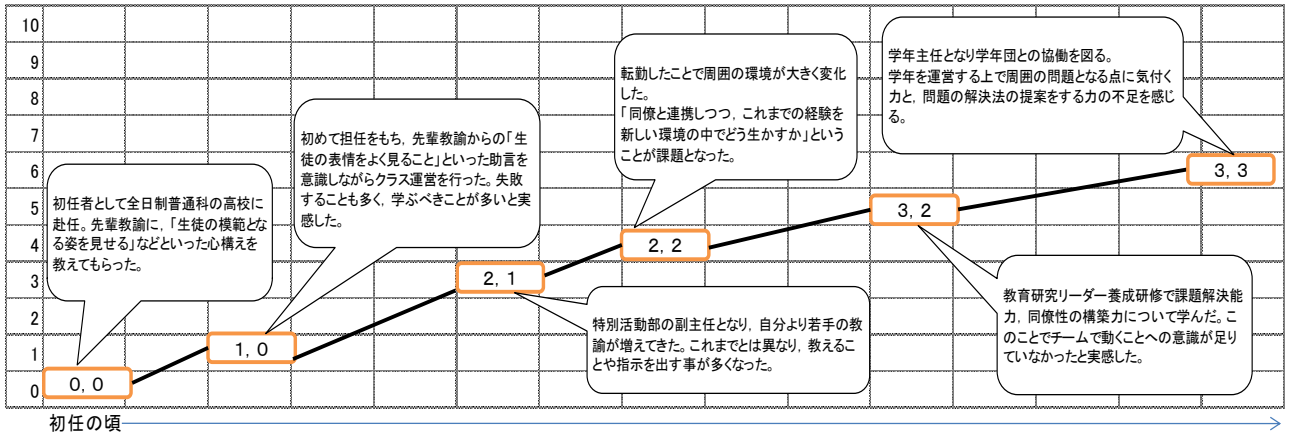 10
9
8
7
6
5
4
3
2
1
0
初任者として全日制普通科の高校に
赴任。先輩教諭に，「生徒の模範とな
る姿を見せる」などといった心構えを
教えてもらった。
0, 0
初めて担任をもち，先輩教諭からの「生
徒の表情をよく見ること」といった助言を
意識しながらクラス運営を行った。失敗
することも多く，学ぶべきことが多いと実
感した。
1, 0
2, 1
特別活動部の副主任となり，自分より若手の教
諭が増えてきた。これまでとは異なり，教えるこ
とや指示を出す事が多くなった。
転勤したことで周囲の環境が大きく変化
した。
「同僚と連携しつつ，これまでの経験を
新しい環境の中でどう生かすか」という
ことが課題となった。
2, 2
3, 2
教育研究リーダー養成研修で課題解決能
力，同僚性の構築力について学んだ。こ
のことでチームで動くことへの意識が足り
ていなかったと実感した。
学年主任となり学年団との協働を図る。
学年を運営する上で周囲の問題となる点に気付く
力と，問題の解決法の提案をする力の不足を感じ
る。
3, 3
初任の頃